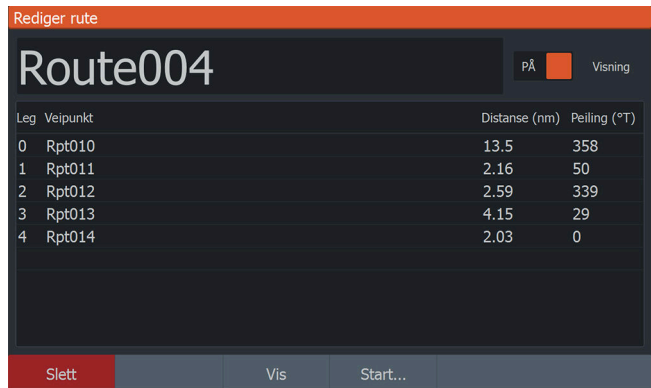 Rediger rute
Route004 PÅ Visning
Leg Veipunkt Distanse (nm) Peiling (°T)
0 Rpt010 13.5 358
1 Rpt011 2.16 50
2 Rpt012 2.59 339
3 Rpt013 4.15 29
4 Rpt014 2.03 0
Slett Vis Start...